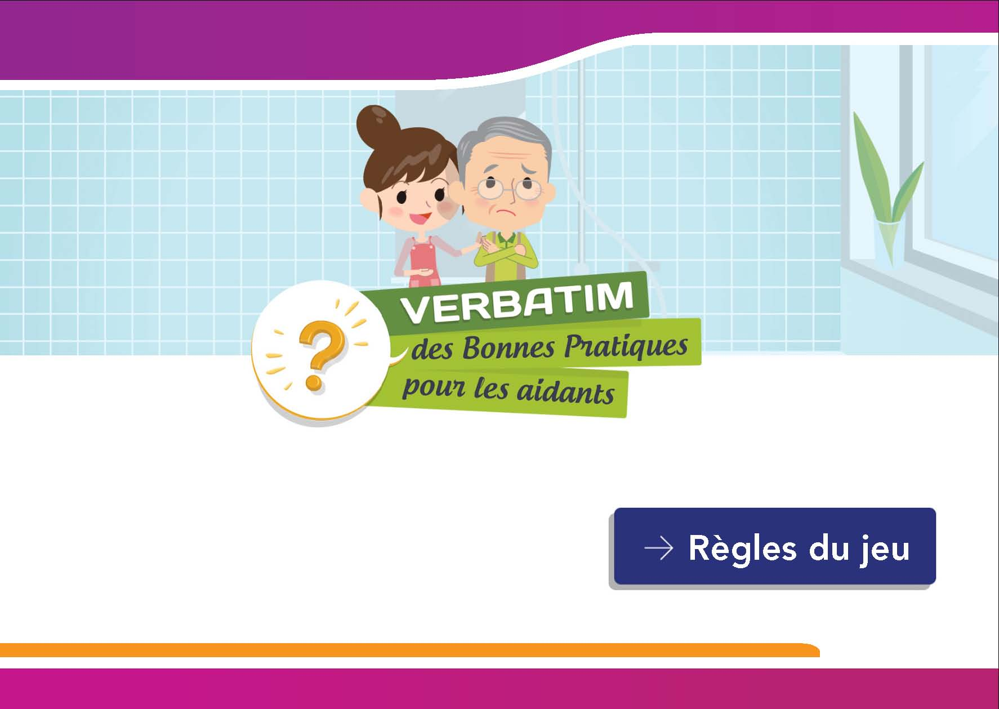 VERBATIM
des Bonnes Pratiques
pour les aidants
→ Règles du jeu